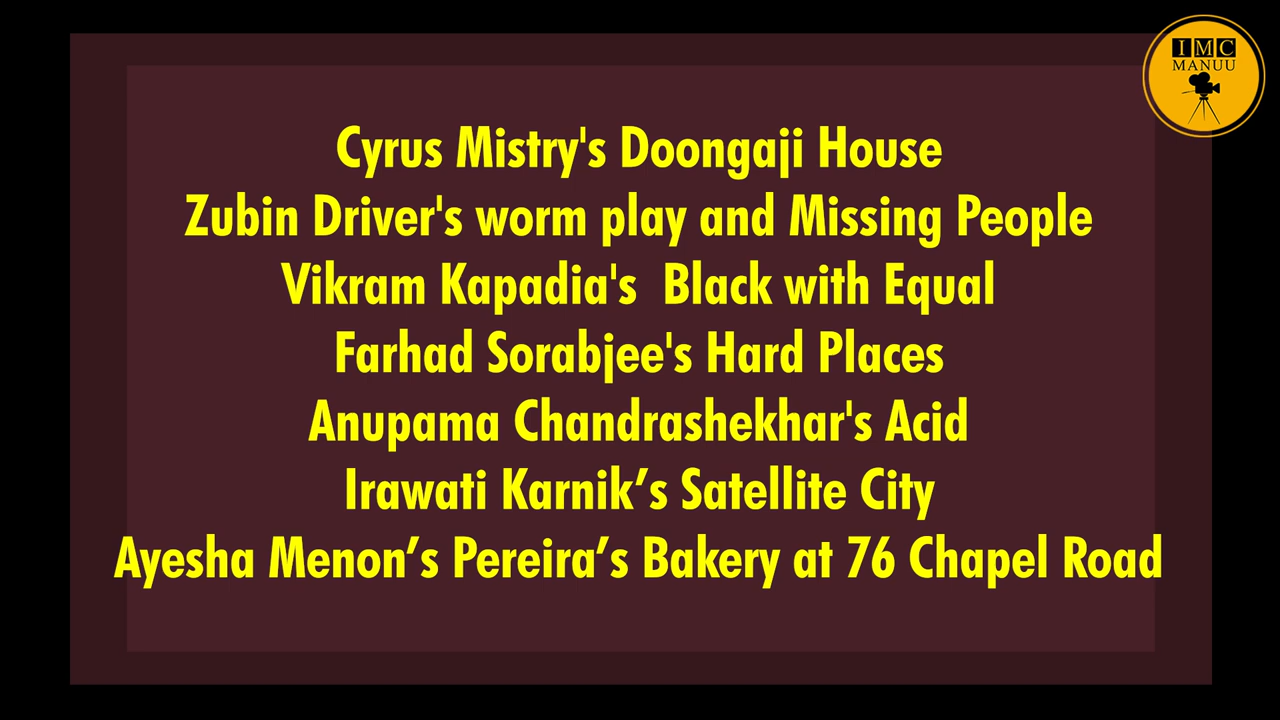 IMC
MANUU
Cyrus Mistry's Doongaji House
Zubin Driver's worm play and Missing People
Vikram Kapadia's  Black with Equal
Farhad Sorabjee's Hard Places
Anupama Chandrashekhar's Acid
Irawati Karnik’s Satellite City
Ayesha Menon’s Pereira’s Bakery at 76 Chapel Road